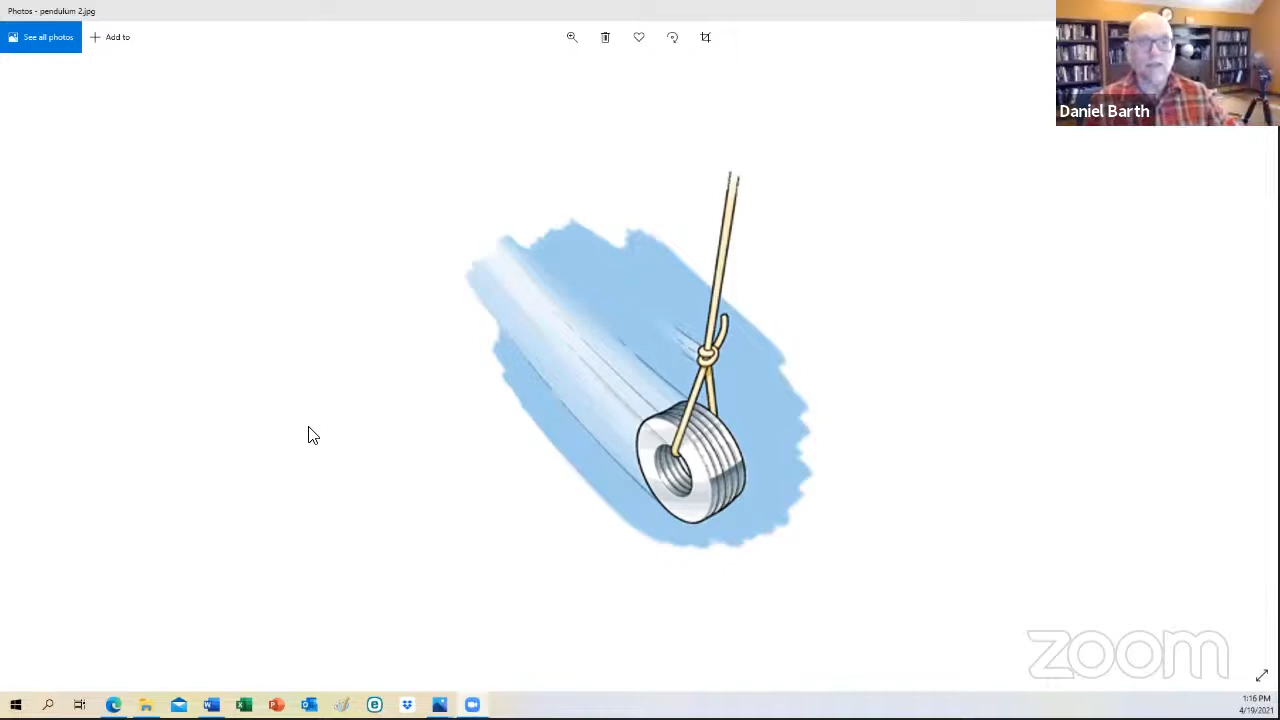 Photos - pendulum 2.jpg
See all photos
Add to
Daniel Barth
zoom
1:16 PM
4/19/2021